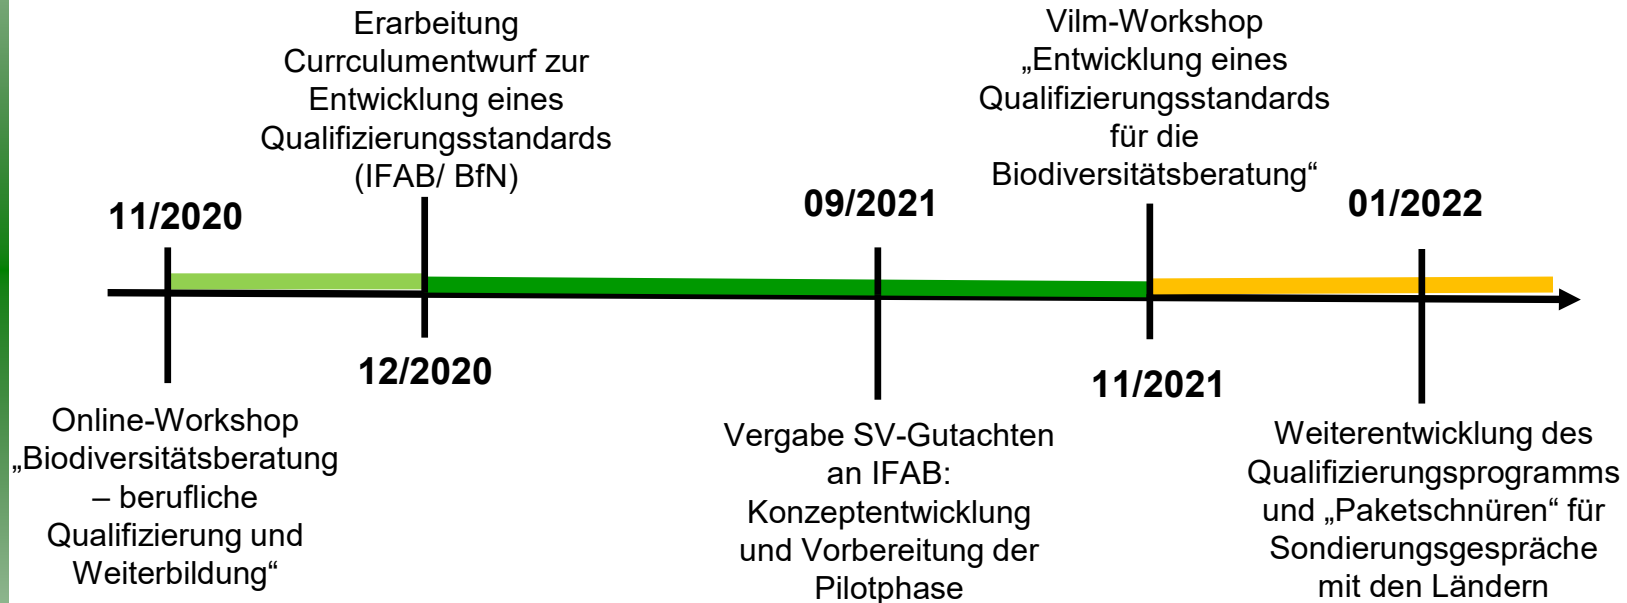 11/2020
Online-Workshop
„Biodiversitätsberatung
– berufliche
Qualifizierung und
Weiterbildung“
Erarbeitung
Currculumentwurf zur
Entwicklung eines
Qualifizierungsstandards
(IFAB/ BfN)
12/2020
09/2021
Vergabe SV-Gutachten
an IFAB:
Konzeptentwicklung
und Vorbereitung der
Pilotphase
Vilm-Workshop
„Entwicklung eines
Qualifizierungsstandards
für die
Biodiversitätsberatung“
11/2021
01/2022
Weiterentwicklung des
Qualifizierungsprogramms
und „Paketschnüren“ für
Sondierungsgespräche
mit den Ländern